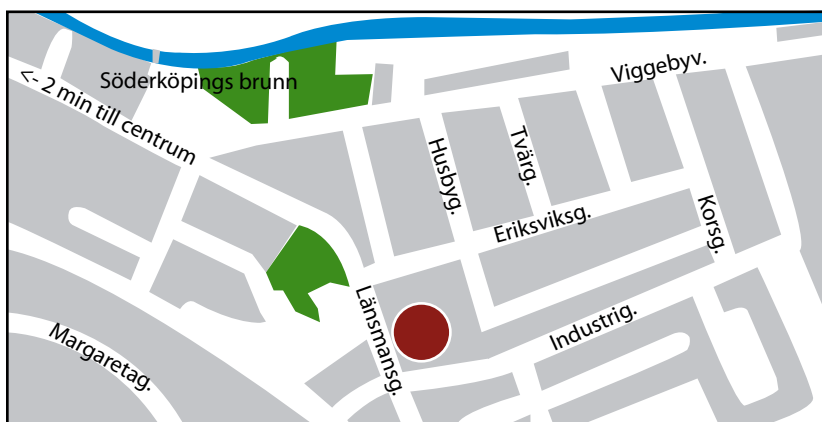 Söderköpings brunn
Viggebyv.
<- 2 min till centrum
Husbyg.
Tvärg.
Eriksviksg.
Korsg.
Länsmansg.
Industrig.
Margaretag.